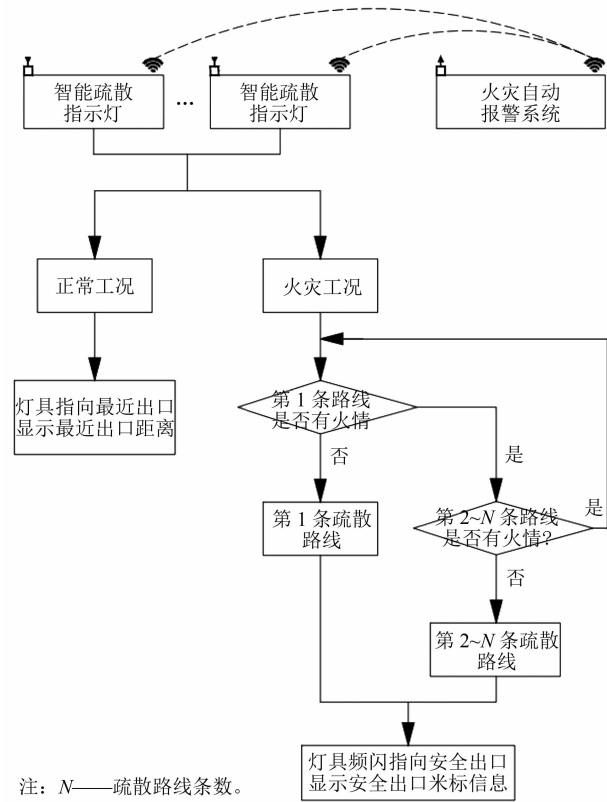 智能疏散
指示灯
...
智能疏散
指示灯
火灾自动
报警系统
正常工况
火灾工况
灯具指向最近出口
显示最近出口距离
第 1 条路线
是否有火情
否
是
第 1 条疏散
路线
第 2~N 条路线
是否有火情?
是
否
第 2~N 条疏散
路线
灯具频闪指向安全出口
显示安全出口米标信息
注：N——疏散路线条数。